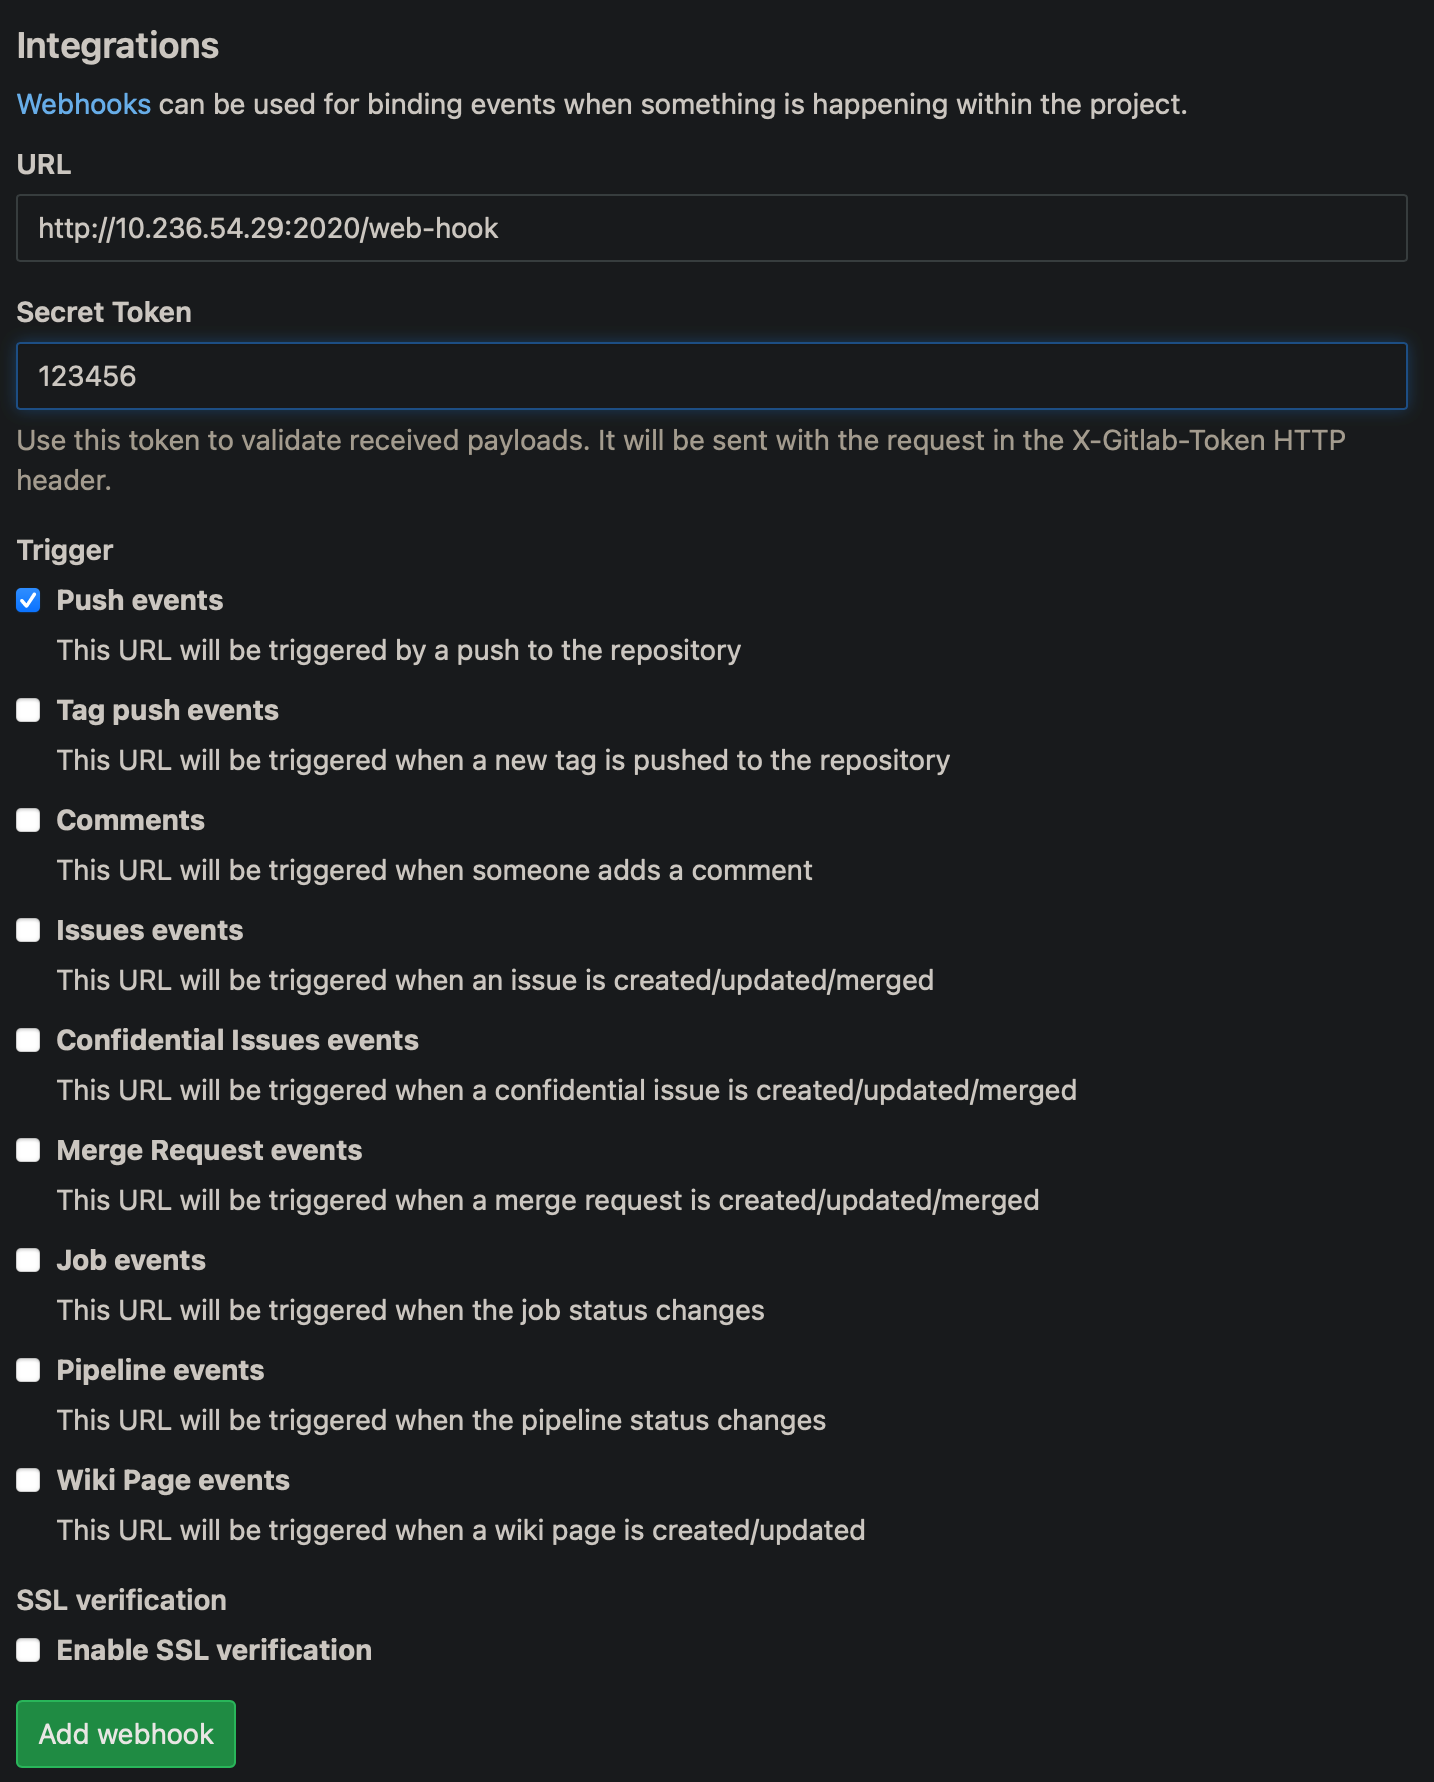 Integrations
Webhooks can be used for binding events when something is happening within the project.
URL
http://10.236.54.29:2020/web-hook
Secret Token
123456
Use this token to validate received payloads. It will be sent with the request in the X-Gitlab-Token HTTP
header.
Trigger
Push events
This URL will be triggered by a push to the repository
Tag push events
This URL will be triggered when a new tag is pushed to the repository
Comments
This URL will be triggered when someone adds a comment
Issues events
This URL will be triggered when an issue is created/updated/merged
Confidential Issues events
This URL will be triggered when a confidential issue is created/updated/merged
Merge Request events
This URL will be triggered when a merge request is created/updated/merged
Job events
This URL will be triggered when the job status changes
Pipeline events
This URL will be triggered when the pipeline status changes
Wiki Page events
This URL will be triggered when a wiki page is created/updated
SSL verification
Enable SSL verification
Add webhook